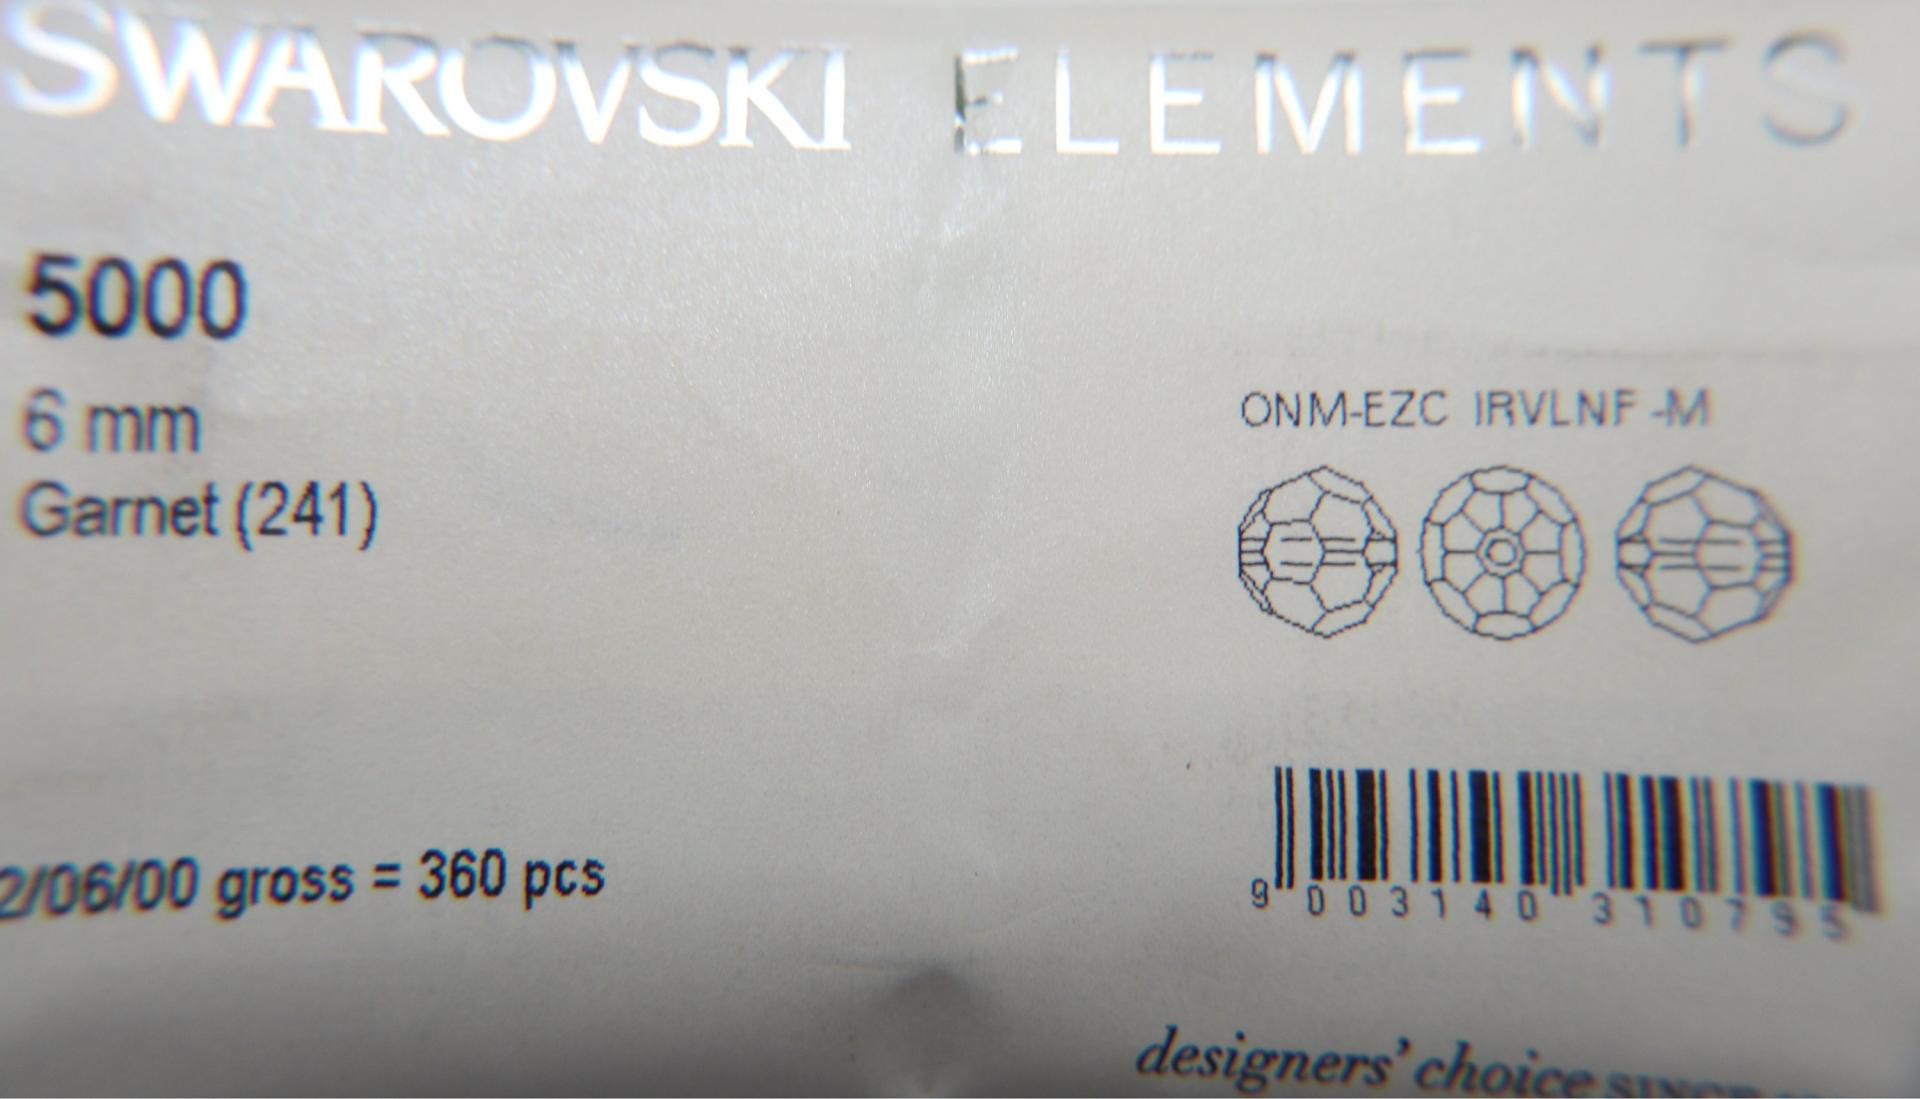 SWAROVSKI ELEMENTS
5000
6 mm
Garnet (241)
ONM-EZC IRVLNF -M
2/06/00 gross = 360 pcs
9 003140 310795
designers' choice SINCE